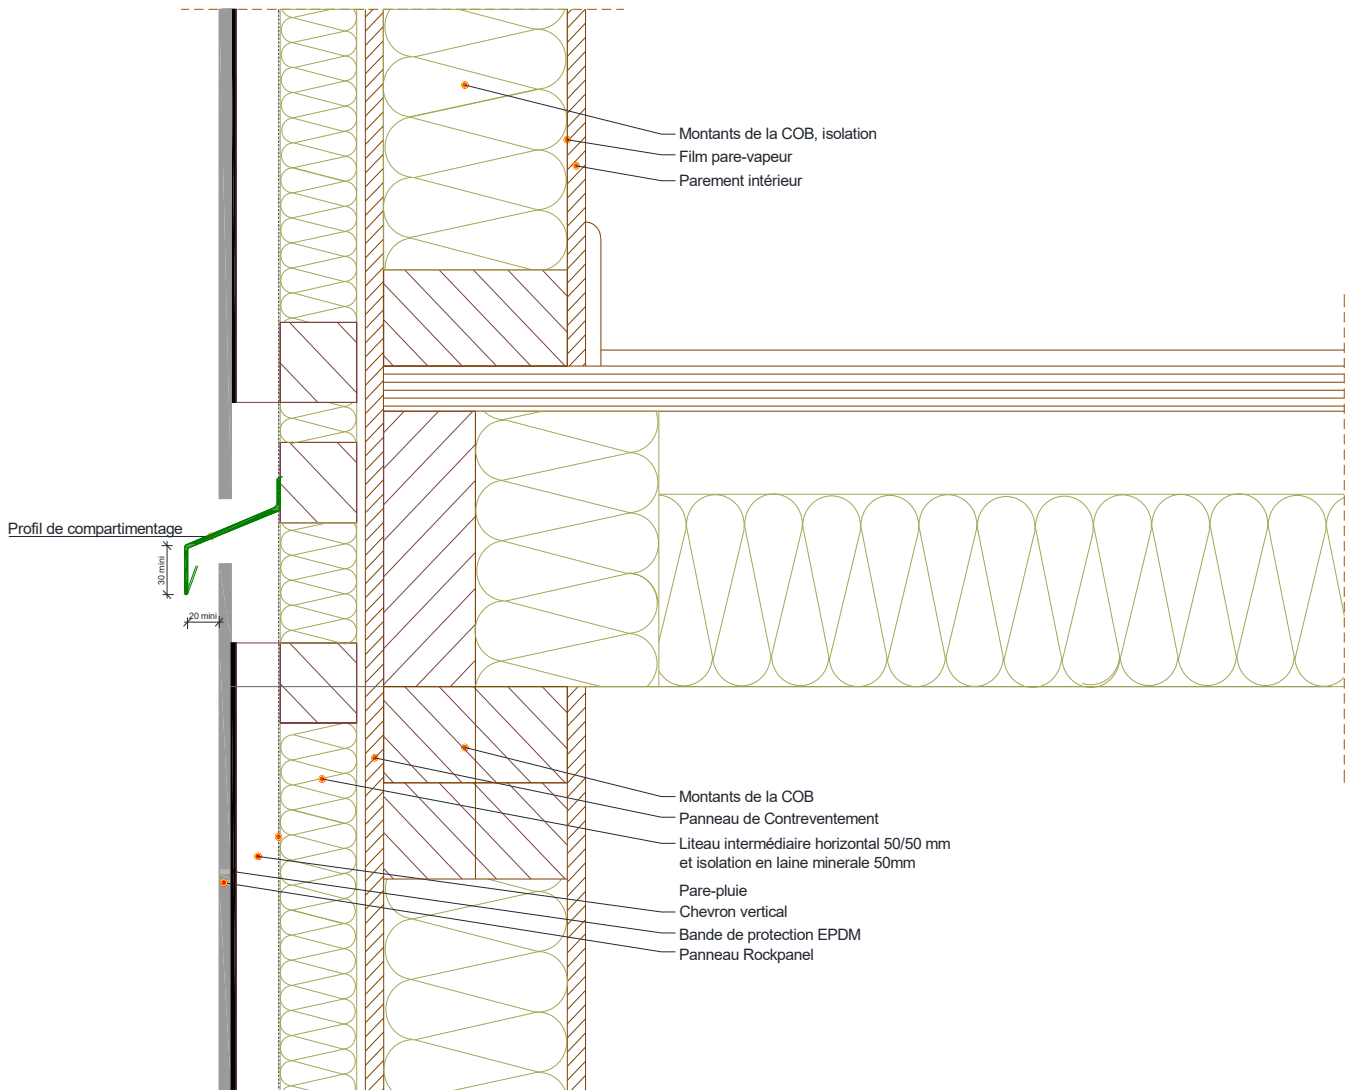 Montants de la COB, isolation
Film pare-vapeur
Parement intérieur
Profil de compartimentage
30 mini
20 mini
Montants de la COB
Panneau de Contreventement
Liteau intermédiaire horizontal 50/50 mm
et isolation en laine minerale 50mm
Pare-pluie
Chevron vertical
Bande de protection EPDM
Panneau Rockpanel